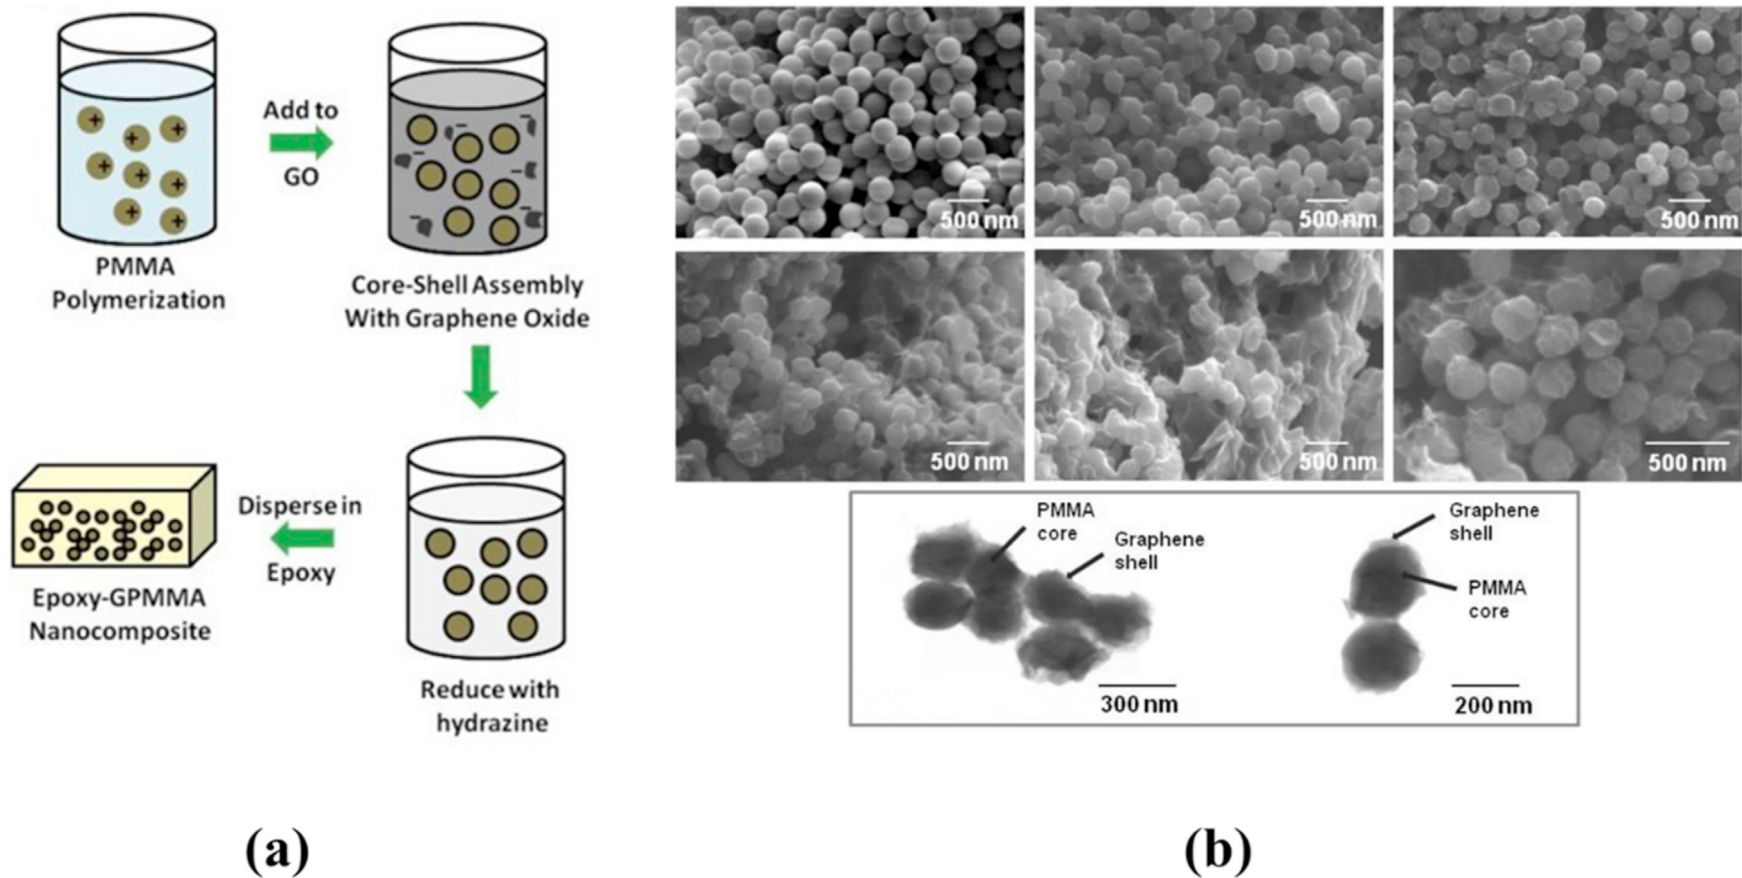 PMMA
Polymerization
Add to
GO
Core-Shell Assembly
With Graphene Oxide
Reduce with
hydrazine
Disperse in
Epoxy
Epoxy-GPMMA
Nanocomposite
(a)
500 nm
500 nm
500 nm
500 nm
500 nm
500 nm
PMMA
core
Graphene
shell
300 nm
Graphene
shell
PMMA
core
200 nm
(b)